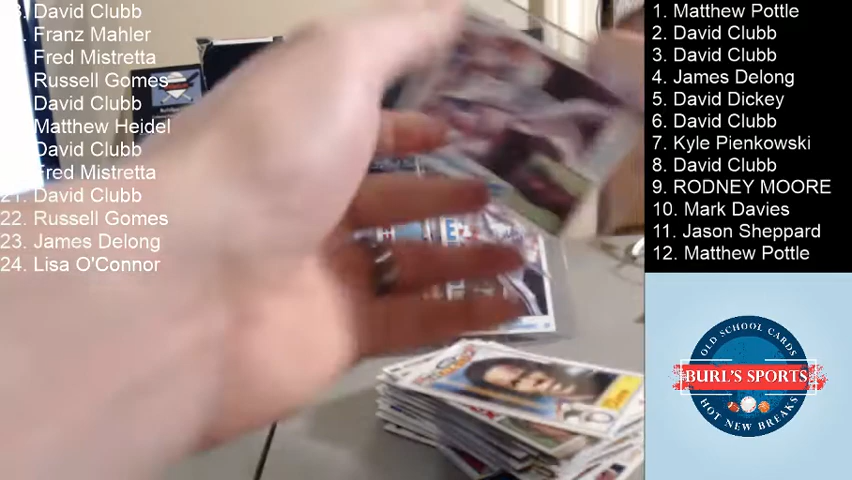 David Clubb
Franz Mahler
Fred Mistretta
Russell Gomes
David Clubb
Matthew Heidel
David Clubb
Fred Mistretta
21. David Clubb
22. Russell Gomes
23. James Delong
24. Lisa O'Connor
1. Matthew Pottle
2. David Clubb
3. David Clubb
4. James Delong
5. David Dickey
6. David Clubb
7. Kyle Pienkowski
8. David Clubb
9. RODNEY MOORE
10. Mark Davies
11. Jason Sheppard
12. Matthew Pottle
OLD SCHOOL CARDS
BURL'S SPORTS
HOT NEW BREAKS